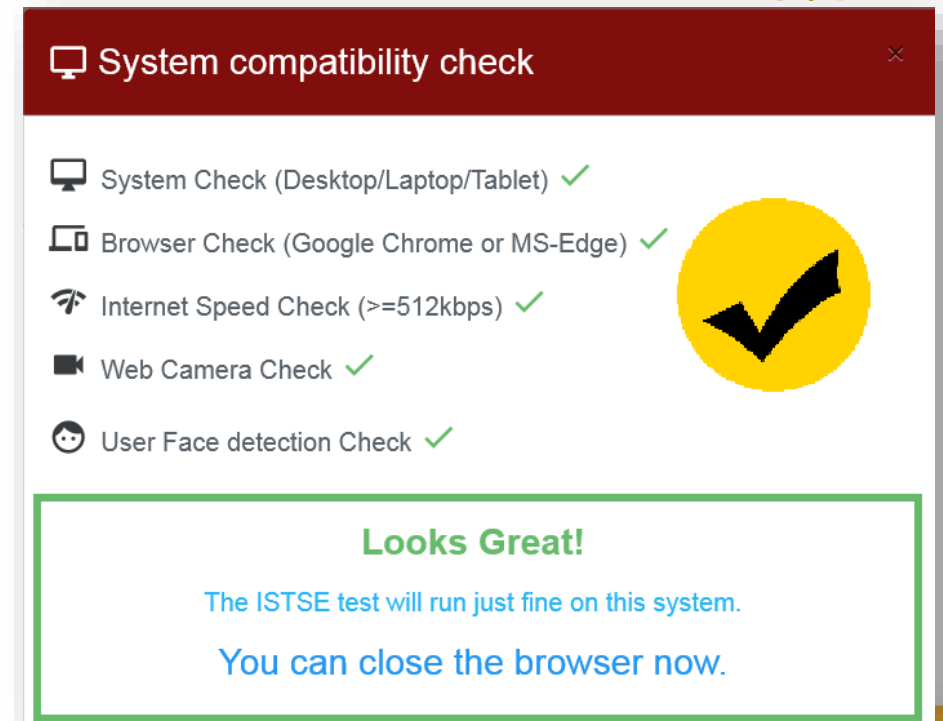 System compatibility check
×
System Check (Desktop/Laptop/Tablet)
Browser Check (Google Chrome or MS-Edge)
Internet Speed Check (>=512kbps)
Web Camera Check
User Face detection Check
Looks Great!
The ISTSE test will run just fine on this system.
You can close the browser now.